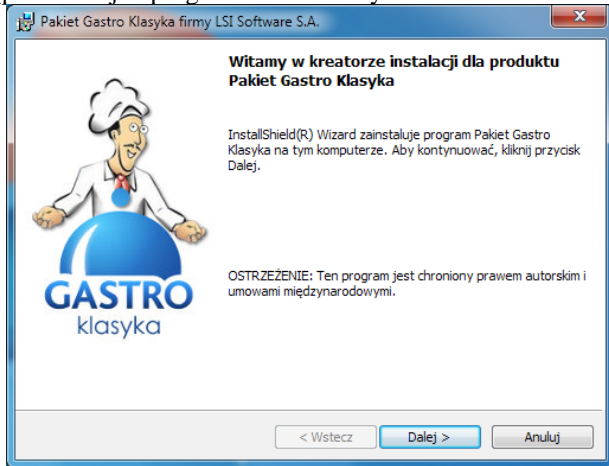 Pakiet Gastro Klasyka firmy LSI Software S.A.
Witamy w kreatorze instalacji dla produktu
Pakiet Gastro Klasyka
InstallShield(R) Wizard zainstaluje program Pakiet Gastro
Klasyka na tym komputerze. Aby kontynuować, kliknij przycisk
Dalej.
OSTRZEŻENIE: Ten program jest chroniony prawem autorskim i
umowami międzynarodowymi.
GASTRO
klasyka
< Wstecz
Dalej >
Anuluj